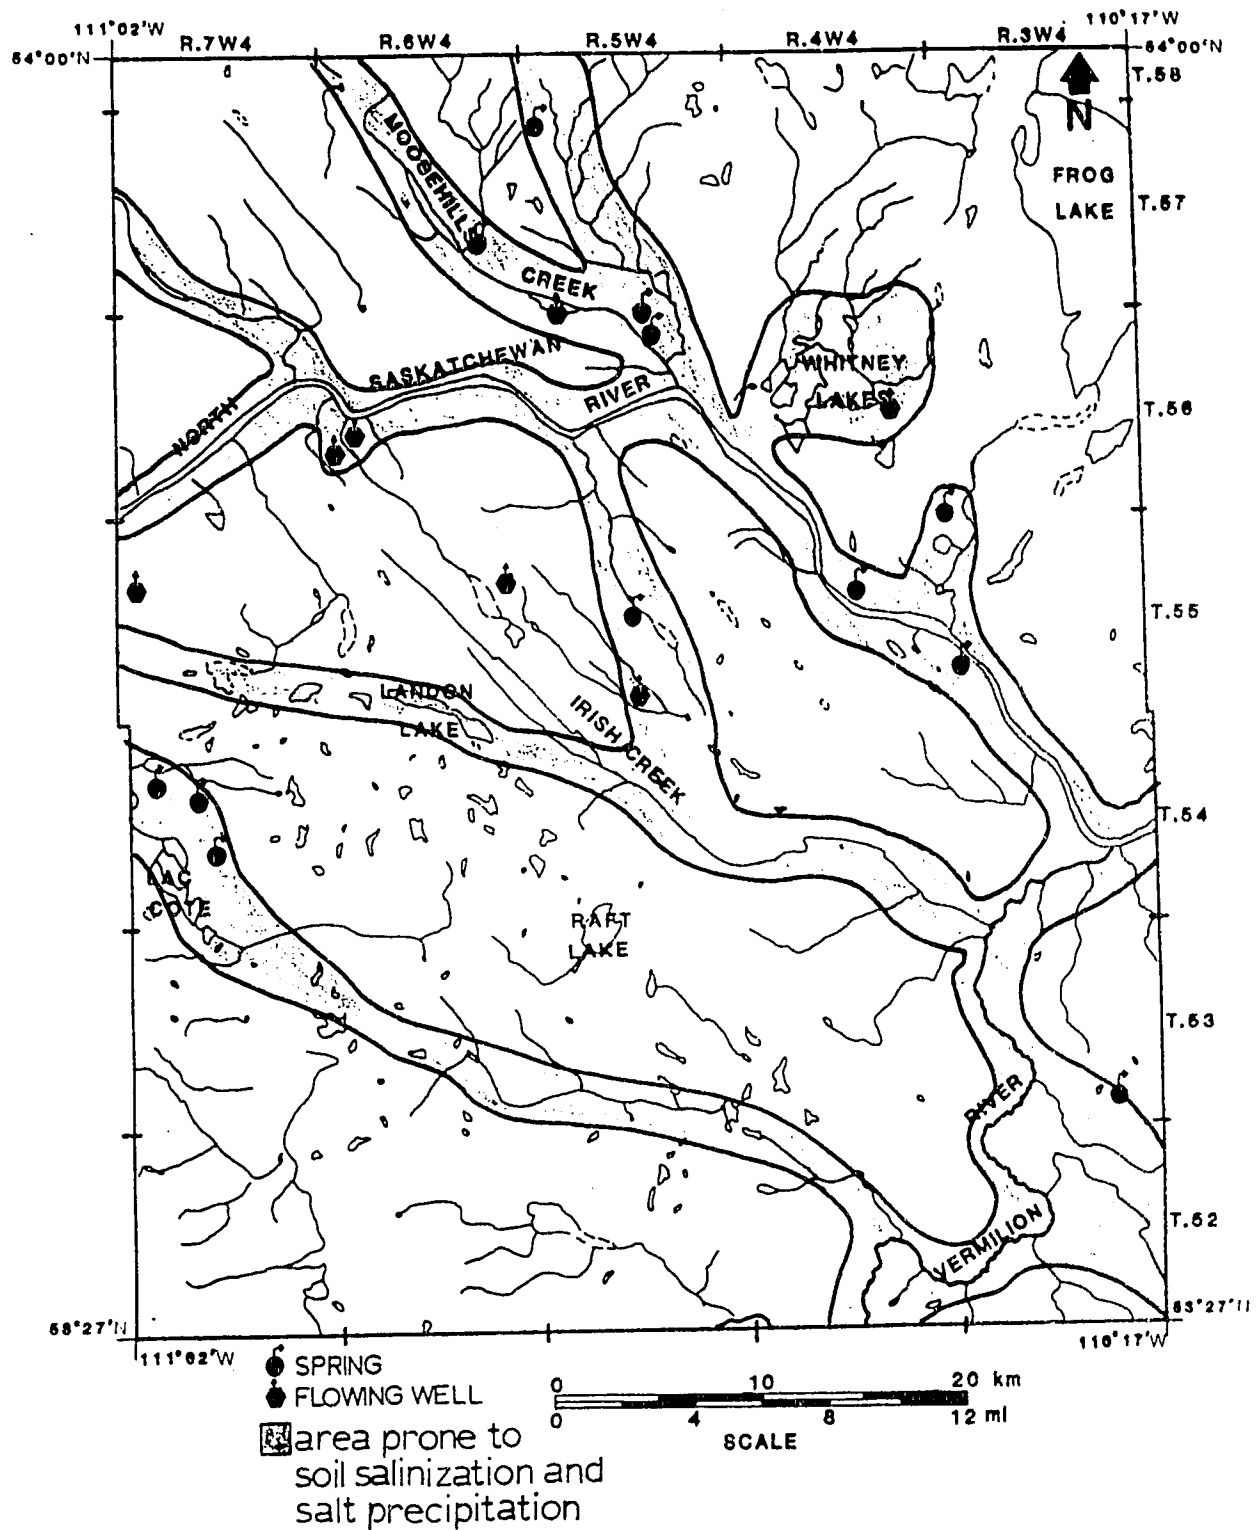 111°02'W
110°17'W
R.7W4
R.6W4
R.5W4
R.4W4
R.3W4
54°00'N
54°00'N
T.58
N
MOOSEHILL
CREEK
FROG
LAKE
T.57
NORTH
SASKATCHEWAN
RIVER
WHITNEY
LAKES
T.56
T.55
LANDON
LAKE
IRISH CREEK
T.54
LAC
COTE
RAFT
LAKE
T.53
RIVER
VERMILION
T.52
53°27'N
53°27'N
111°02'W
110°17'W
SPRING
FLOWING WELL
area prone to
soil salinization and
salt precipitation
0 10 20 km
0 4 8 12 mi
SCALE